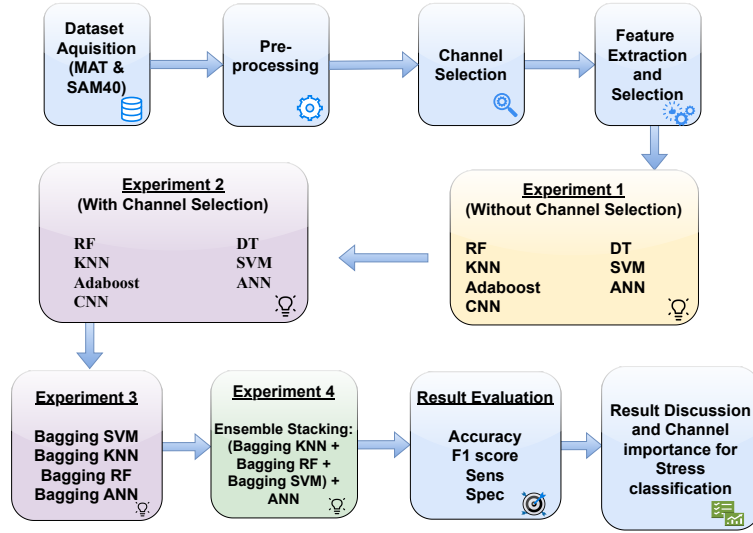 Dataset
Aquisition
(MAT &
SAM40)
Pre-
processing
Channel
Selection
Feature
Extraction
and
Selection
Experiment 1
(Without Channel Selection)
RF DT
KNN SVM
Adaboost ANN
CNN
Experiment 2
(With Channel Selection)
RF DT
KNN SVM
Adaboost ANN
CNN
Experiment 3
Bagging SVM
Bagging KNN
Bagging RF
Bagging ANN
Experiment 4
Ensemble Stacking:
(Bagging KNN +
Bagging RF +
Bagging SVM) +
ANN
Result Evaluation
Accuracy
F1 score
Sens
Spec
Result Discussion
and Channel
importance for
Stress
classification